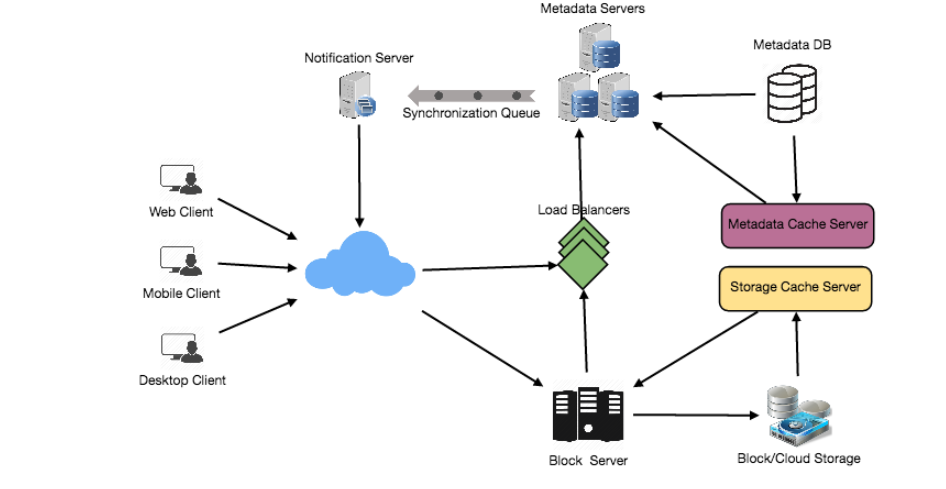 Metadata Servers
Metadata DB
Notification Server
Synchronization Queue
Web Client
Load Balancers
Metadata Cache Server
Mobile Client
Storage Cache Server
Desktop Client
Block Server
Block/Cloud Storage